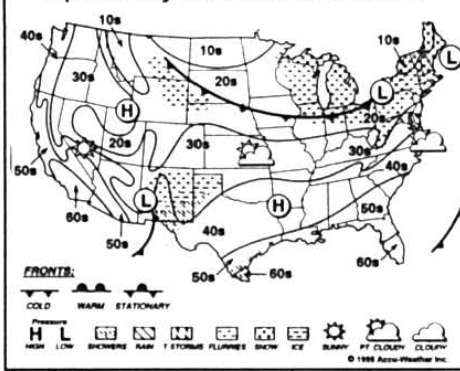 10s
40s
10s
10s
L
30s
20s
L
H
20s
20s
30s
30s
40s
50s
60s
L
H
50s
50s
40s
50s
60s
60s
FRONTS:
COLD WARM STATIONARY
Pressure
H L
HIGH LOW SHOWERS RAIN T STORMS FLURRIES SNOW ICE SUNNY PT CLOUDY CLOUDY
Accu-Weather Inc